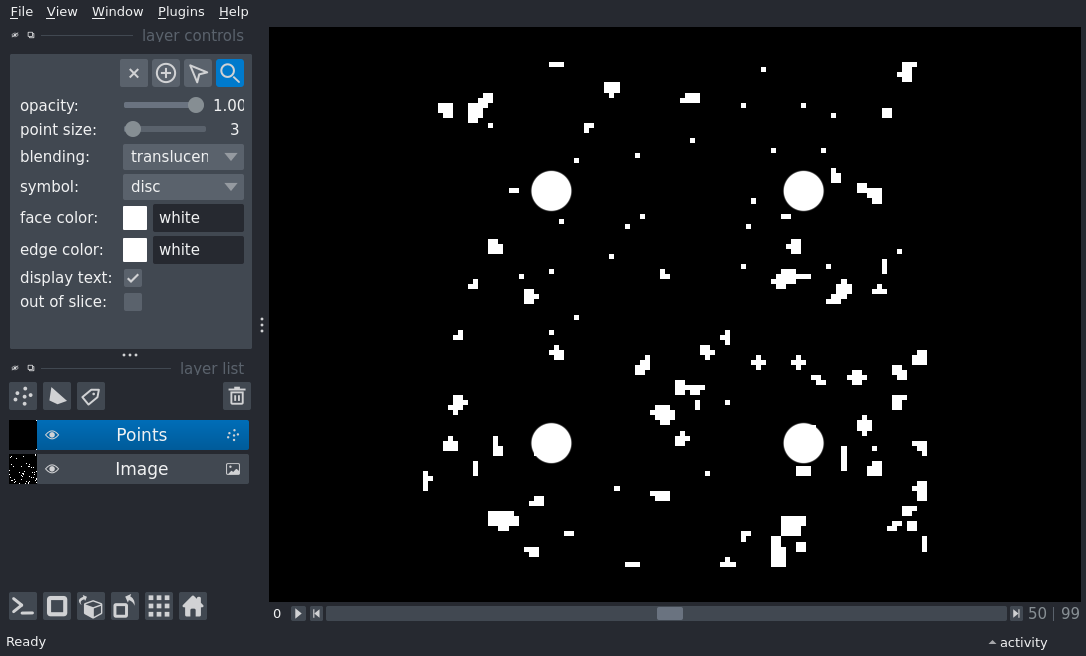 File View Window Plugins Help
layer controls
opacity: 1.00
point size: 3
blending: translucen
symbol: disc
face color: white
edge color: white
display text:
out of slice:
layer list
Points
Image
0 50 | 99
Ready activity